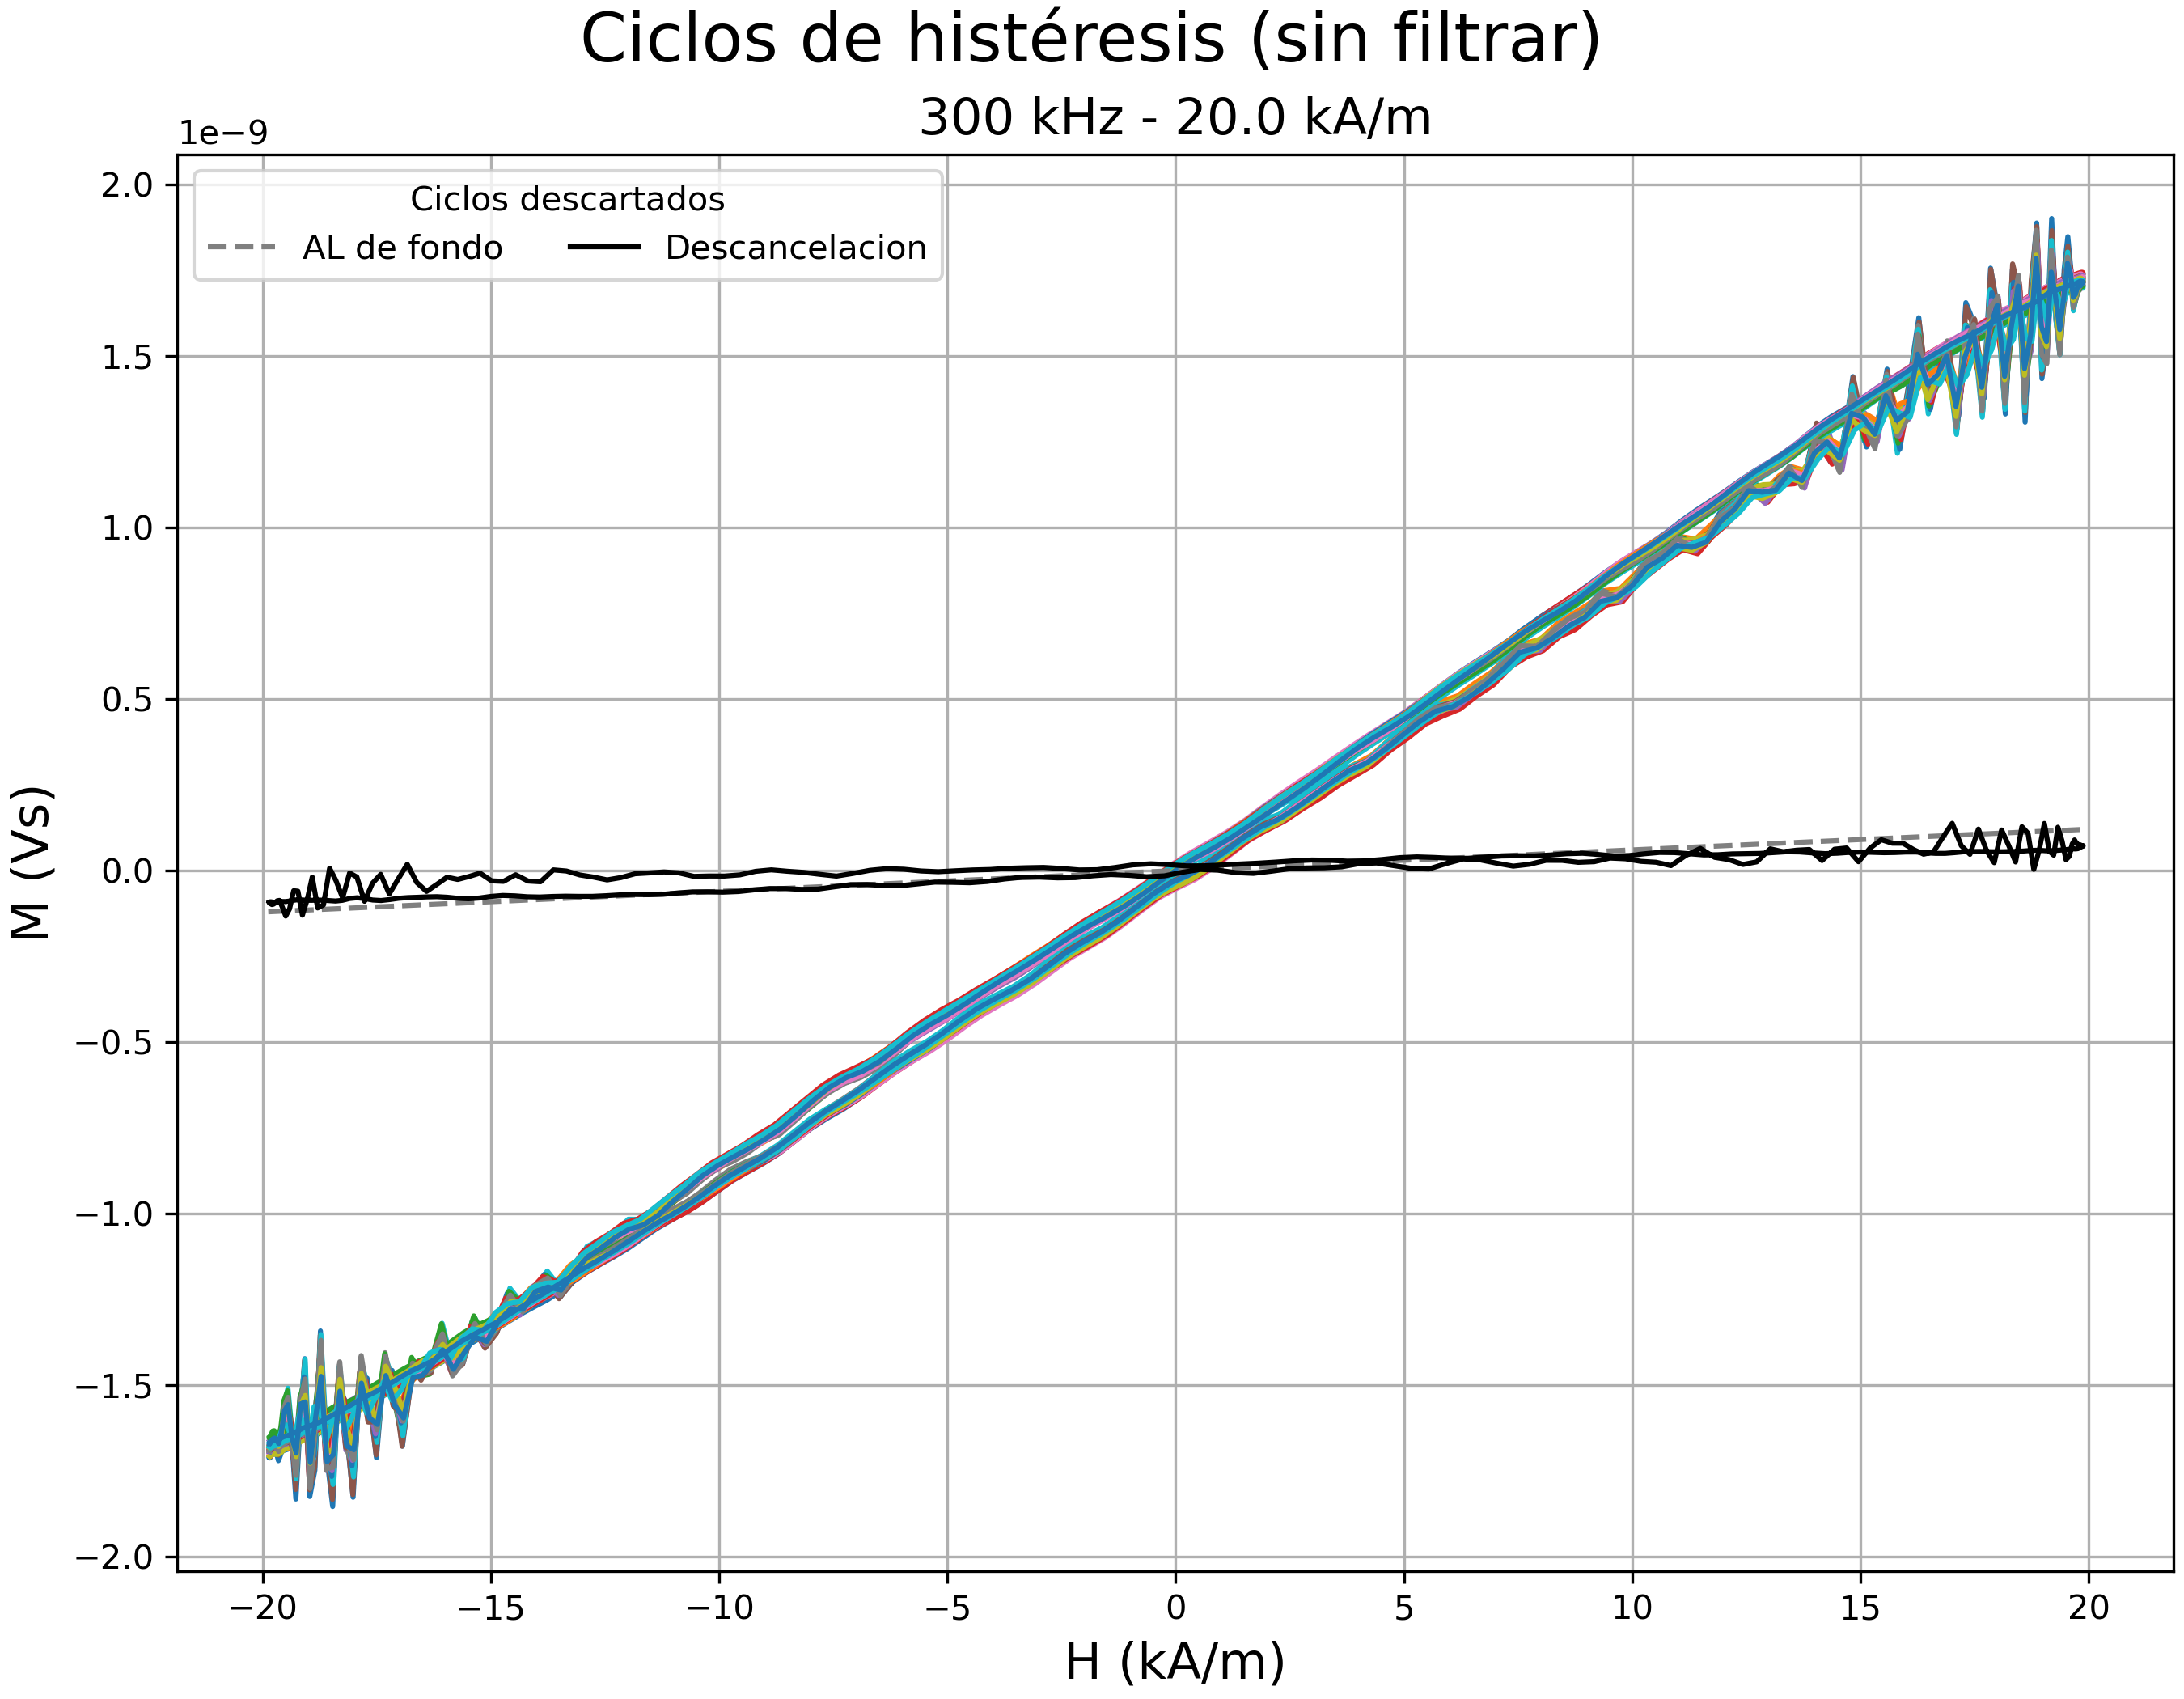 Ciclos de histéresis (sin filtrar)
300 kHz - 20.0 kA/m
1e−9
Ciclos descartados
AL de fondo Descancelacion
2.0
1.5
1.0
0.5
0.0
−0.5
−1.0
−1.5
−2.0
M (Vs)
−20 −15 −10 −5 0 5 10 15 20
H (kA/m)